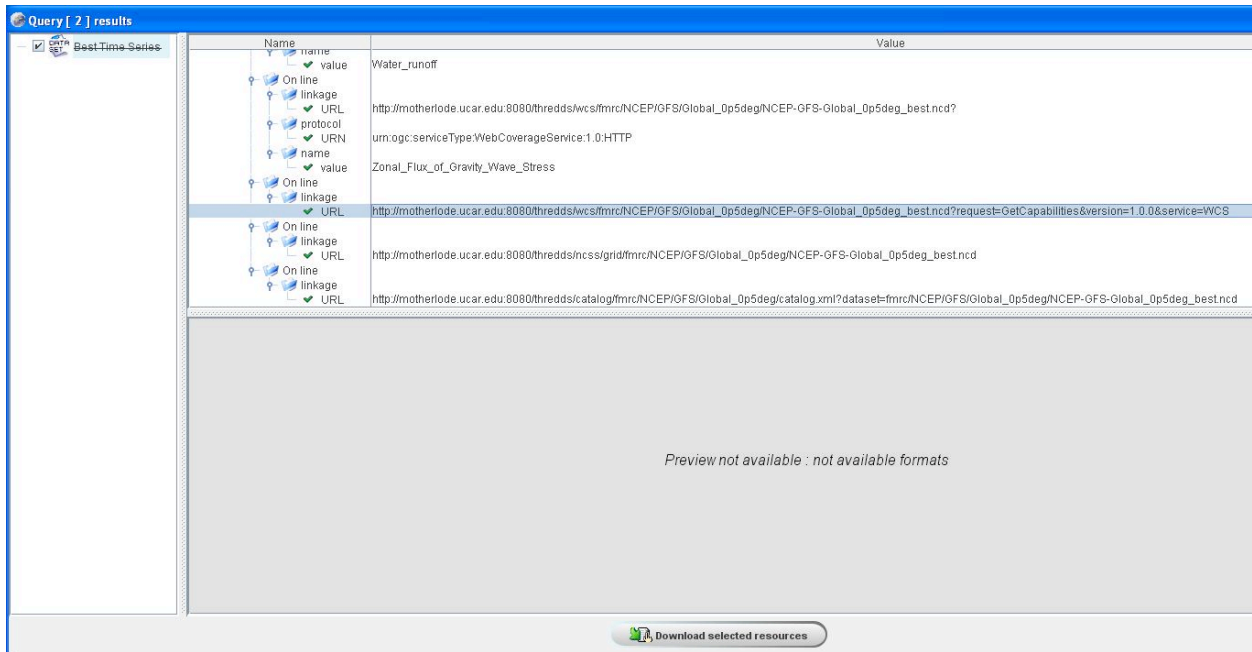 Query [ 2 ] results
DATA SET Best Time Series
Name Value
name
value Water_runoff
On line
linkage
URL http://motherlode.ucar.edu:8080/thredds/wcs/fmrc/NCEP/GFS/Global_0p5deg/NCEP-GFS-Global_0p5deg_best.ncd?
protocol
URN urn:ogc:serviceType:WebCoverageService:1.0:HTTP
name
value Zonal_Flux_of_Gravity_Wave_Stress
On line
linkage
URL http://motherlode.ucar.edu:8080/thredds/wcs/fmrc/NCEP/GFS/Global_0p5deg/NCEP-GFS-Global_0p5deg_best.ncd?request=GetCapabilities&version=1.0.0&service=WCS
On line
linkage
URL http://motherlode.ucar.edu:8080/thredds/ncss/grid/fmrc/NCEP/GFS/Global_0p5deg/NCEP-GFS-Global_0p5deg_best.ncd
On line
linkage
URL http://motherlode.ucar.edu:8080/thredds/catalog/fmrc/NCEP/GFS/Global_0p5deg/catalog.xml?dataset=fmrc/NCEP/GFS/Global_0p5deg/NCEP-GFS-Global_0p5deg_best.ncd
Preview not available : not available formats
Download selected resources